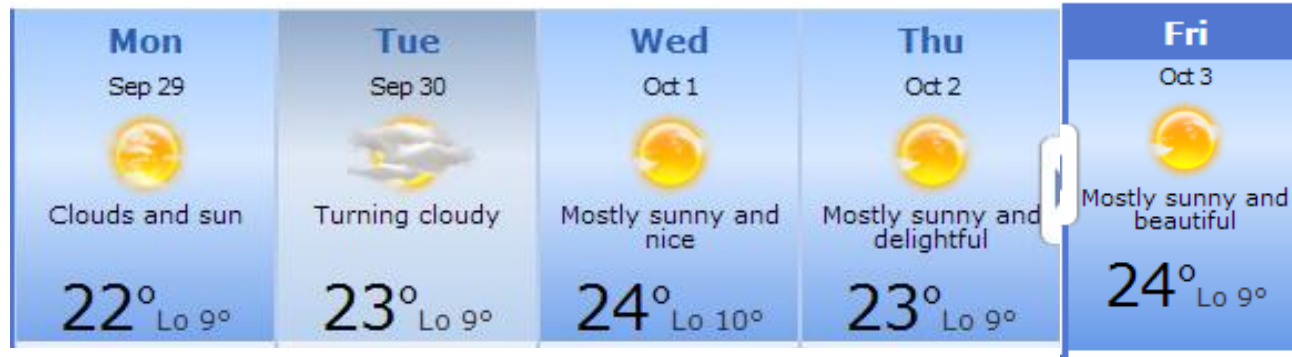 Mon
Sep 29
Clouds and sun
22° Lo 9°
Tue
Sep 30
Turning cloudy
23° Lo 9°
Wed
Oct 1
Mostly sunny and
nice
24° Lo 10°
Thu
Oct 2
Mostly sunny and
delightful
23° Lo 9°
Fri
Oct 3
Mostly sunny and
beautiful
24° Lo 9°